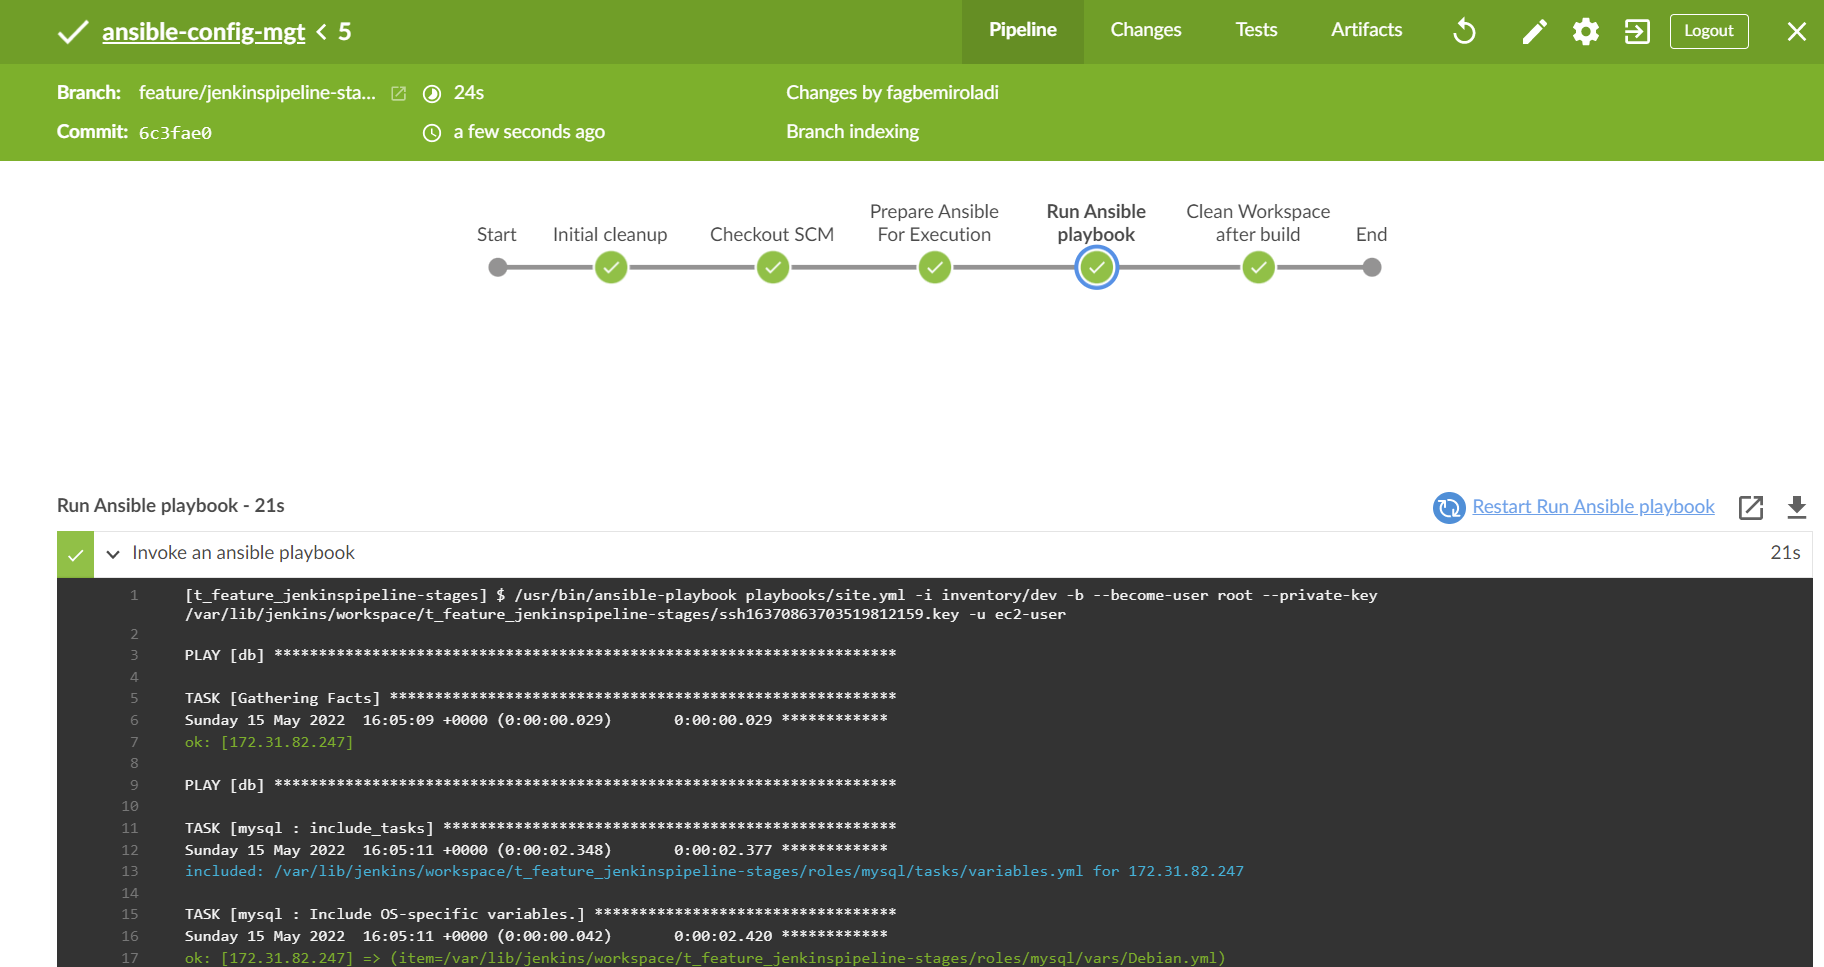 ansible-config-mgt < 5
Pipeline
Changes
Tests
Artifacts
Logout
Branch: feature/jenkinspipeline-sta...
24s
Changes by fagbemiroladi
Commit: 6c3fae0
a few seconds ago
Branch indexing
Start
Initial cleanup
Checkout SCM
Prepare Ansible
For Execution
Run Ansible
playbook
Clean Workspace
after build
End
Run Ansible playbook - 21s
Restart Run Ansible playbook
Invoke an ansible playbook
21s
1 [t_feature_jenkinspipeline-stages] $ /usr/bin/ansible-playbook playbooks/site.yml -i inventory/dev -b --become-user root --private-key
/var/lib/jenkins/workspace/t_feature_jenkinspipeline-stages/ssh16370863703519812159.key -u ec2-user
2
3 PLAY [db] **********************************************************************
4
5 TASK [Gathering Facts] *********************************************************
6 Sunday 15 May 2022  16:05:09 +0000 (0:00:00.029)       0:00:00.029 ************
7 ok: [172.31.82.247]
8
9 PLAY [db] **********************************************************************
10
11 TASK [mysql : include_tasks] ***************************************************
12 Sunday 15 May 2022  16:05:11 +0000 (0:00:02.348)       0:00:02.377 ************
13 included: /var/lib/jenkins/workspace/t_feature_jenkinspipeline-stages/roles/mysql/tasks/variables.yml for 172.31.82.247
14
15 TASK [mysql : Include OS-specific variables.] **********************************
16 Sunday 15 May 2022  16:05:11 +0000 (0:00:00.042)       0:00:02.420 ************
17 ok: [172.31.82.247] => (item=/var/lib/jenkins/workspace/t_feature_jenkinspipeline-stages/roles/mysql/vars/Debian.yml)